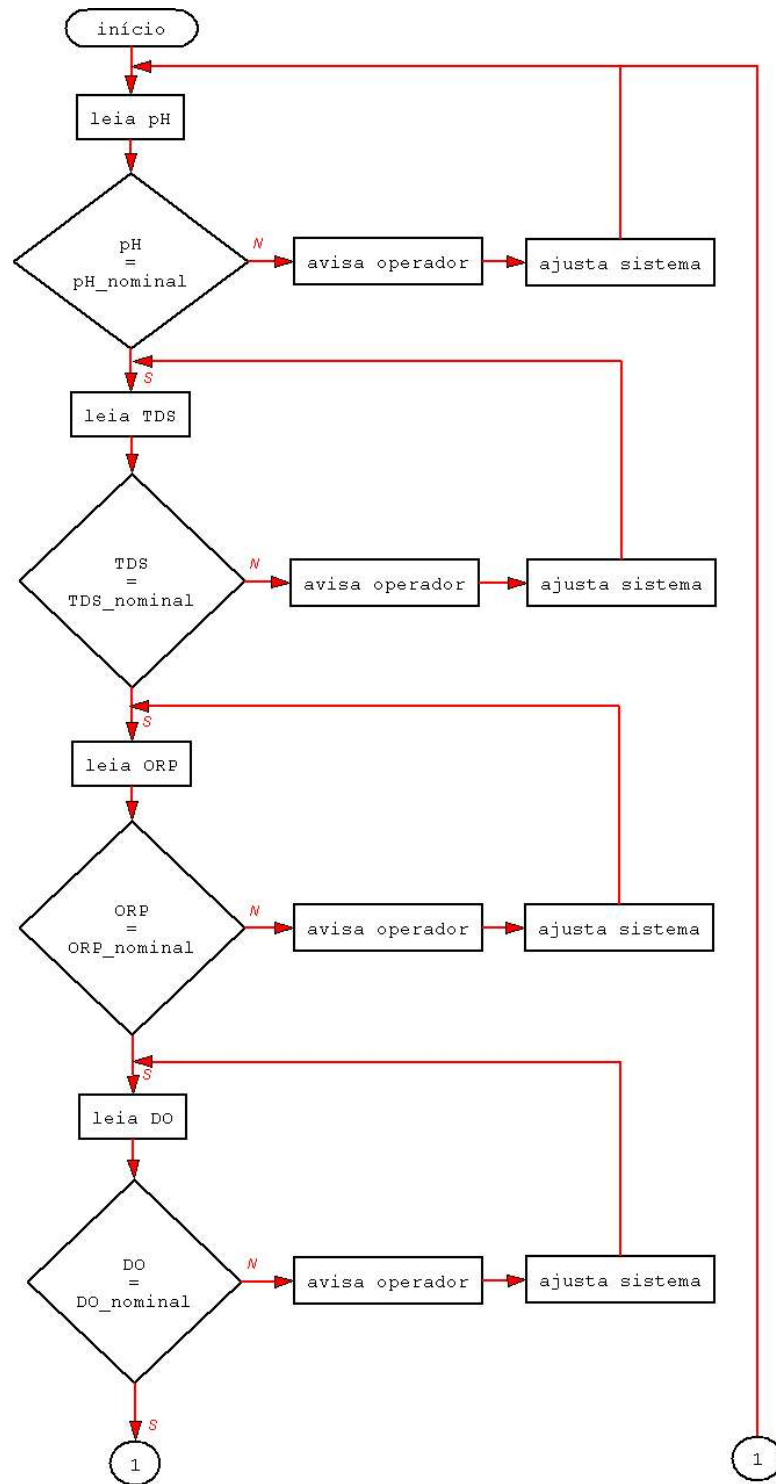 início
leia pH
pH
=
pH_nominal
N
avisa operador
ajusta sistema
S
leia TDS
TDS
=
TDS_nominal
N
avisa operador
ajusta sistema
S
leia ORP
ORP
=
ORP_nominal
N
avisa operador
ajusta sistema
S
leia DO
DO
=
DO_nominal
N
avisa operador
ajusta sistema
S
1
1